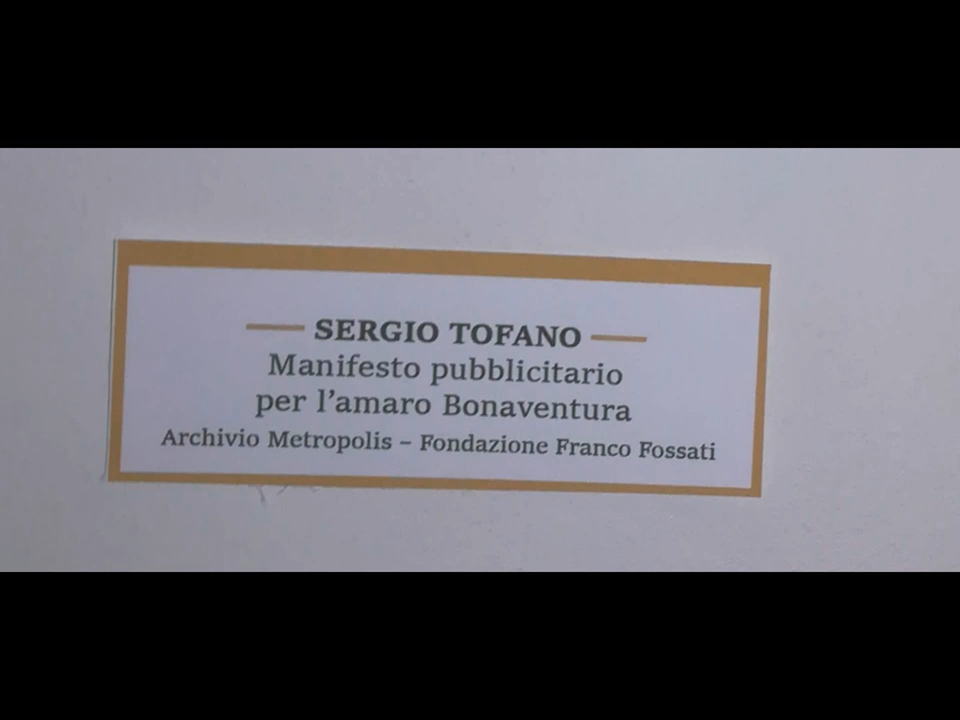 SERGIO TOFANO
Manifesto pubblicitario
per l'amaro Bonaventura
Archivio Metropolis – Fondazione Franco Fossati